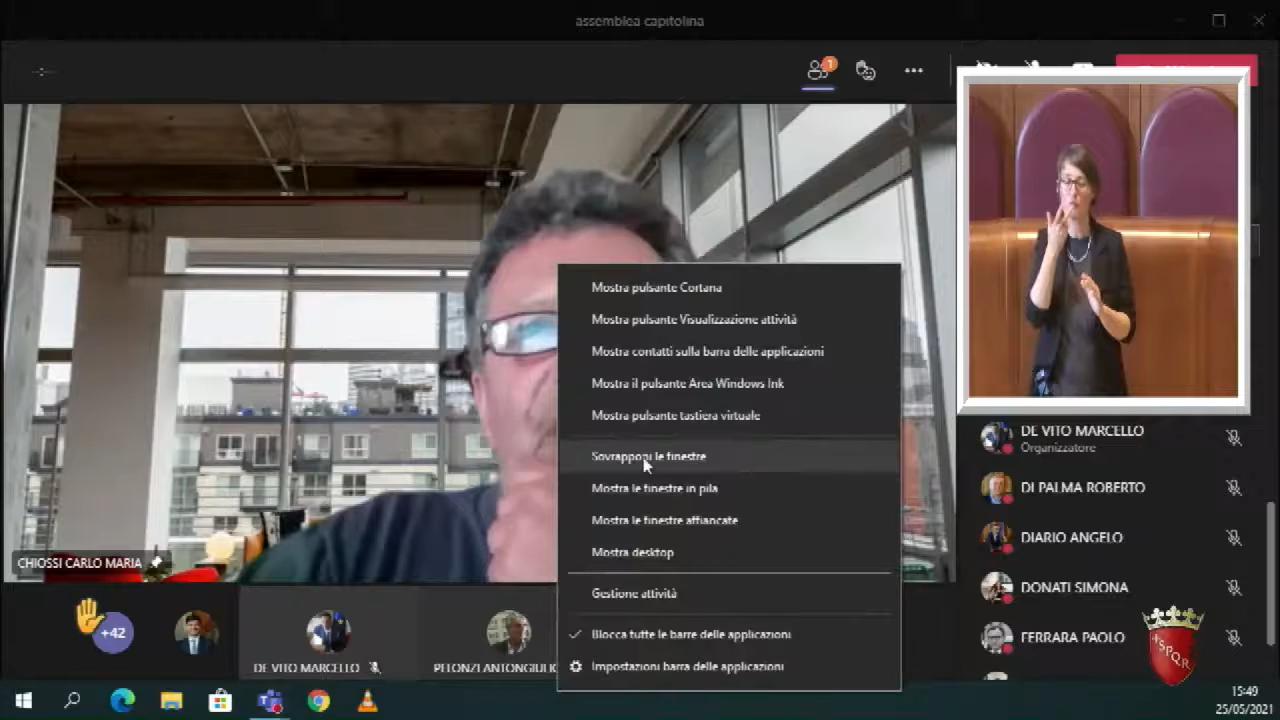 assemblea capitolina
1
Mostra pulsante Cortana
Mostra pulsante Visualizzazione attività
Mostra contatti sulla barra delle applicazioni
Mostra il pulsante Area Windows Ink
Mostra pulsante tastiera virtuale
Sovrapponi le finestre
Mostra le finestre in pila
Mostra le finestre affiancate
Mostra desktop
Gestione attività
Blocca tutte le barre delle applicazioni
Impostazioni barra delle applicazioni
DE VITO MARCELLO
Organizzatore
DI PALMA ROBERTO
DIARIO ANGELO
DONATI SIMONA
FERRARA PAOLO
CHIOSSI CARLO MARIA
+42
DE VITO MARCELLO
PELONZI ANTONGIULIO
SPQR
15:49
25/05/2021